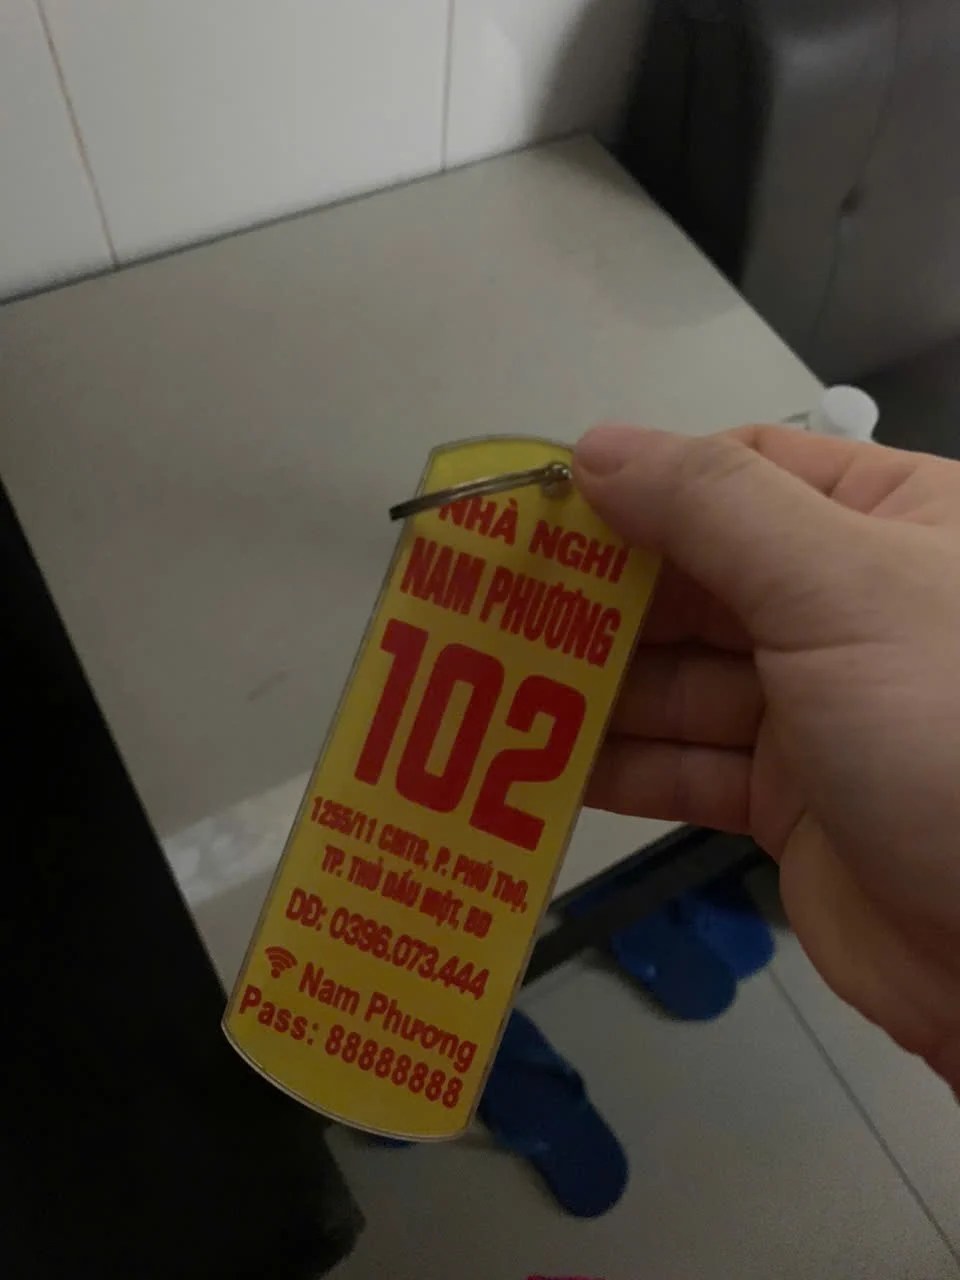 NHÀ NGHỈ
NAM PHƯƠNG
102
1255/11 CMT8, P. PHÚ THỌ,
TP. THỦ DẦU MỘT, BD
DĐ: 0396.073.444
Nam Phương
Pass: 88888888